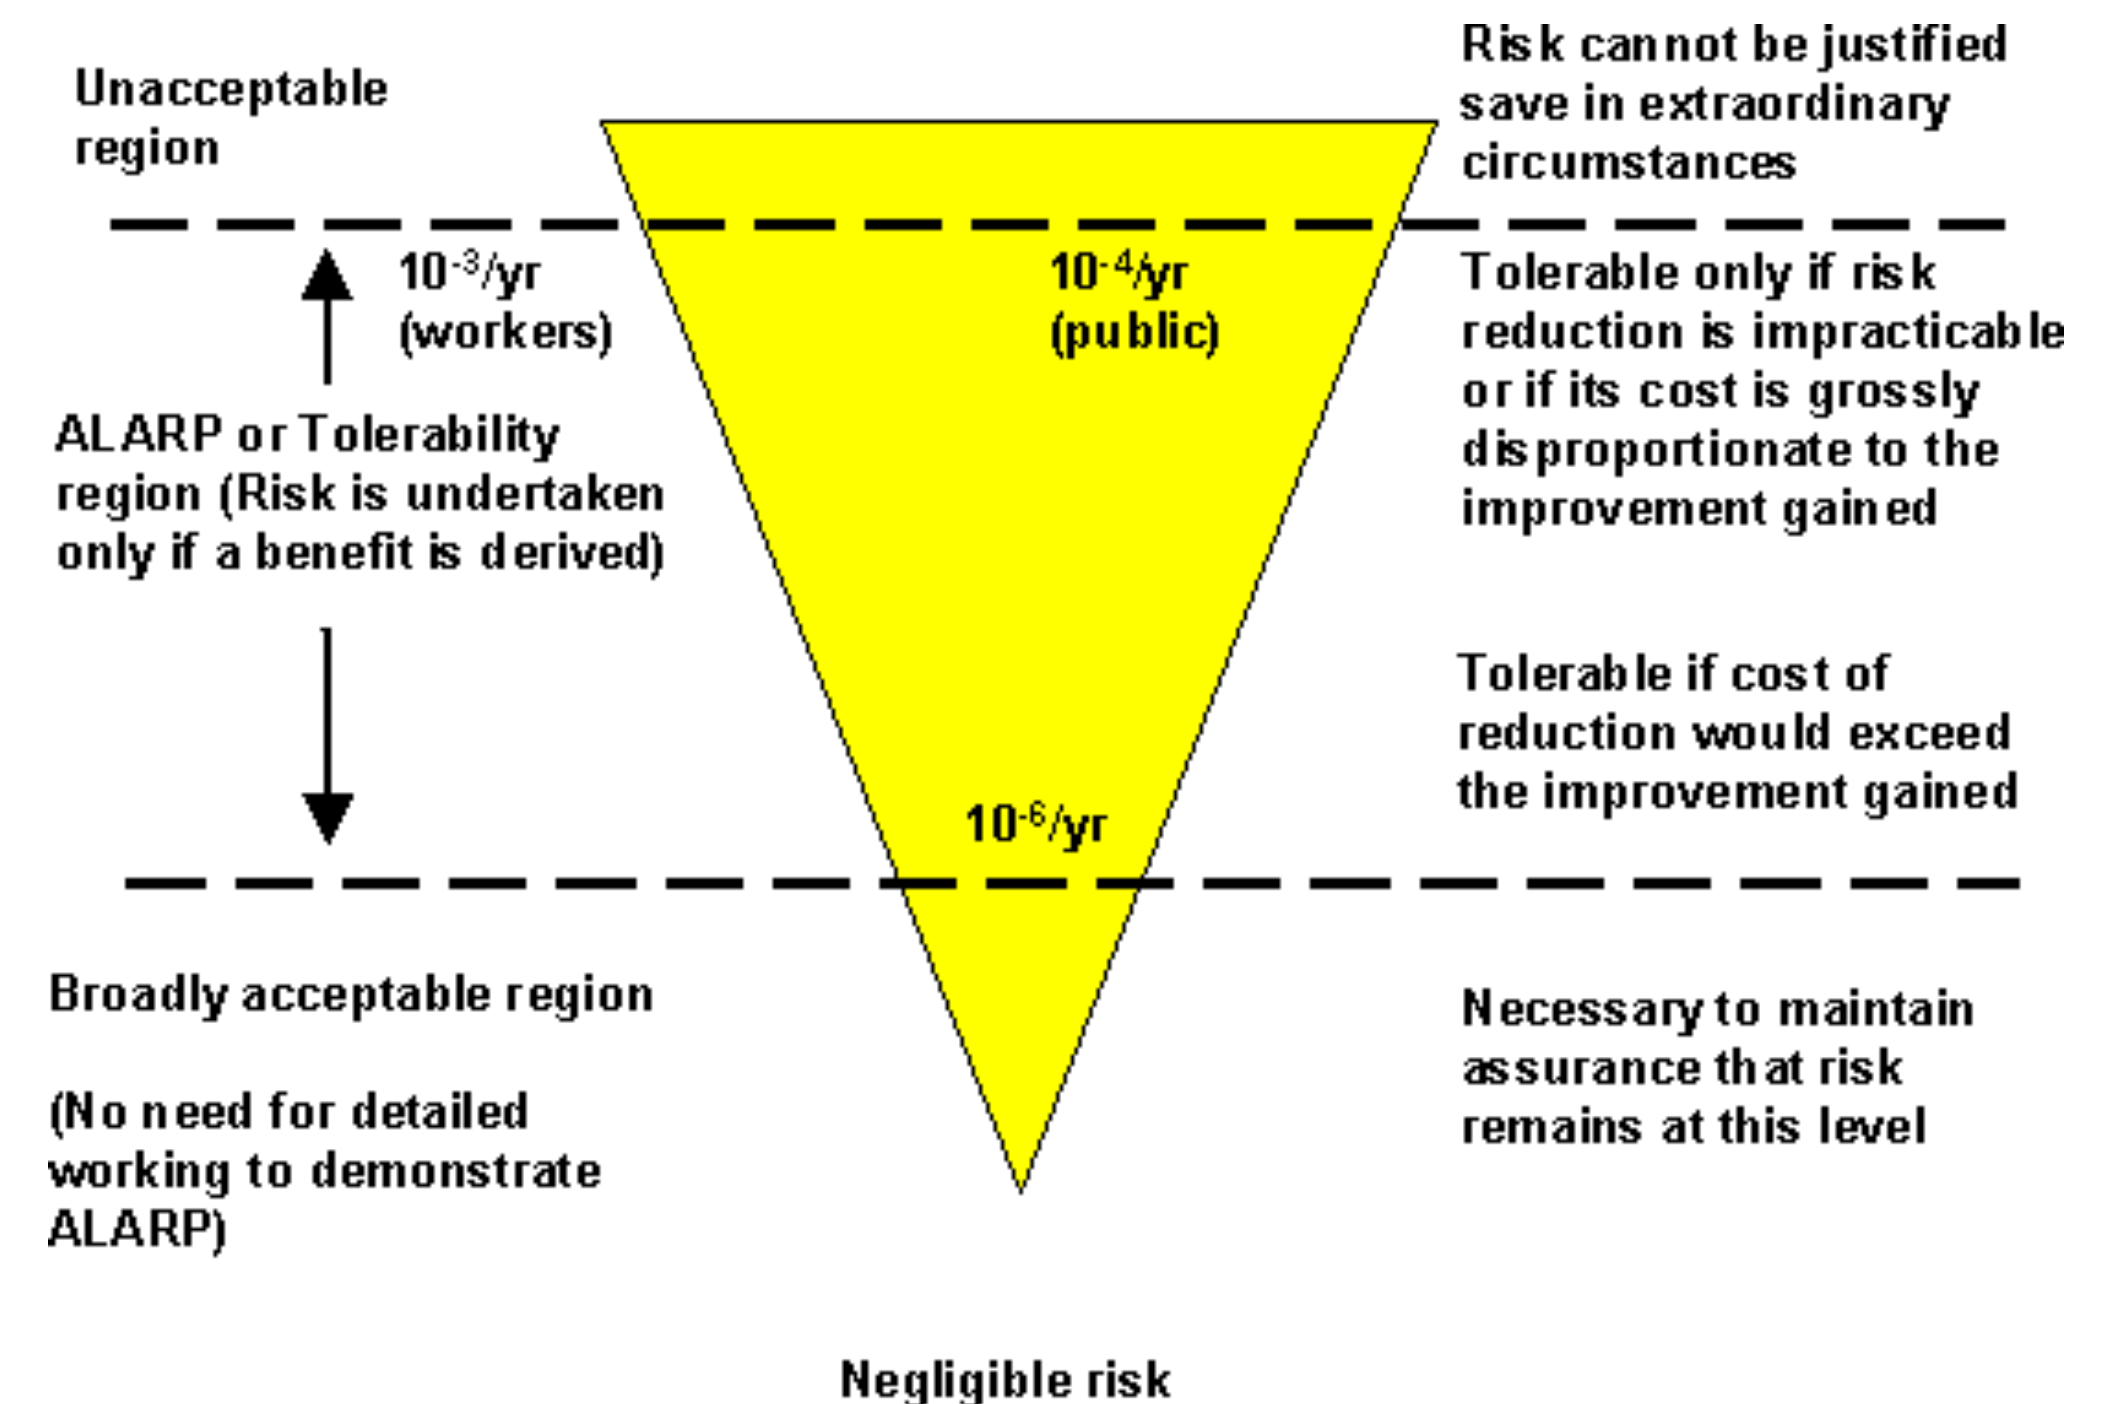 Unacceptable
region
Risk cannot be justified
save in extraordinary
circumstances
10-3/yr
(workers)
10-4/yr
(public)
ALARP or Tolerability
region (Risk is undertaken
only if a benefit is derived)
Tolerable only if risk
reduction is impracticable
or if its cost is grossly
disproportionate to the
improvement gained
Tolerable if cost of
reduction would exceed
the improvement gained
10-6/yr
Broadly acceptable region
(No need for detailed
working to demonstrate
ALARP)
Necessary to maintain
assurance that risk
remains at this level
Negligible risk